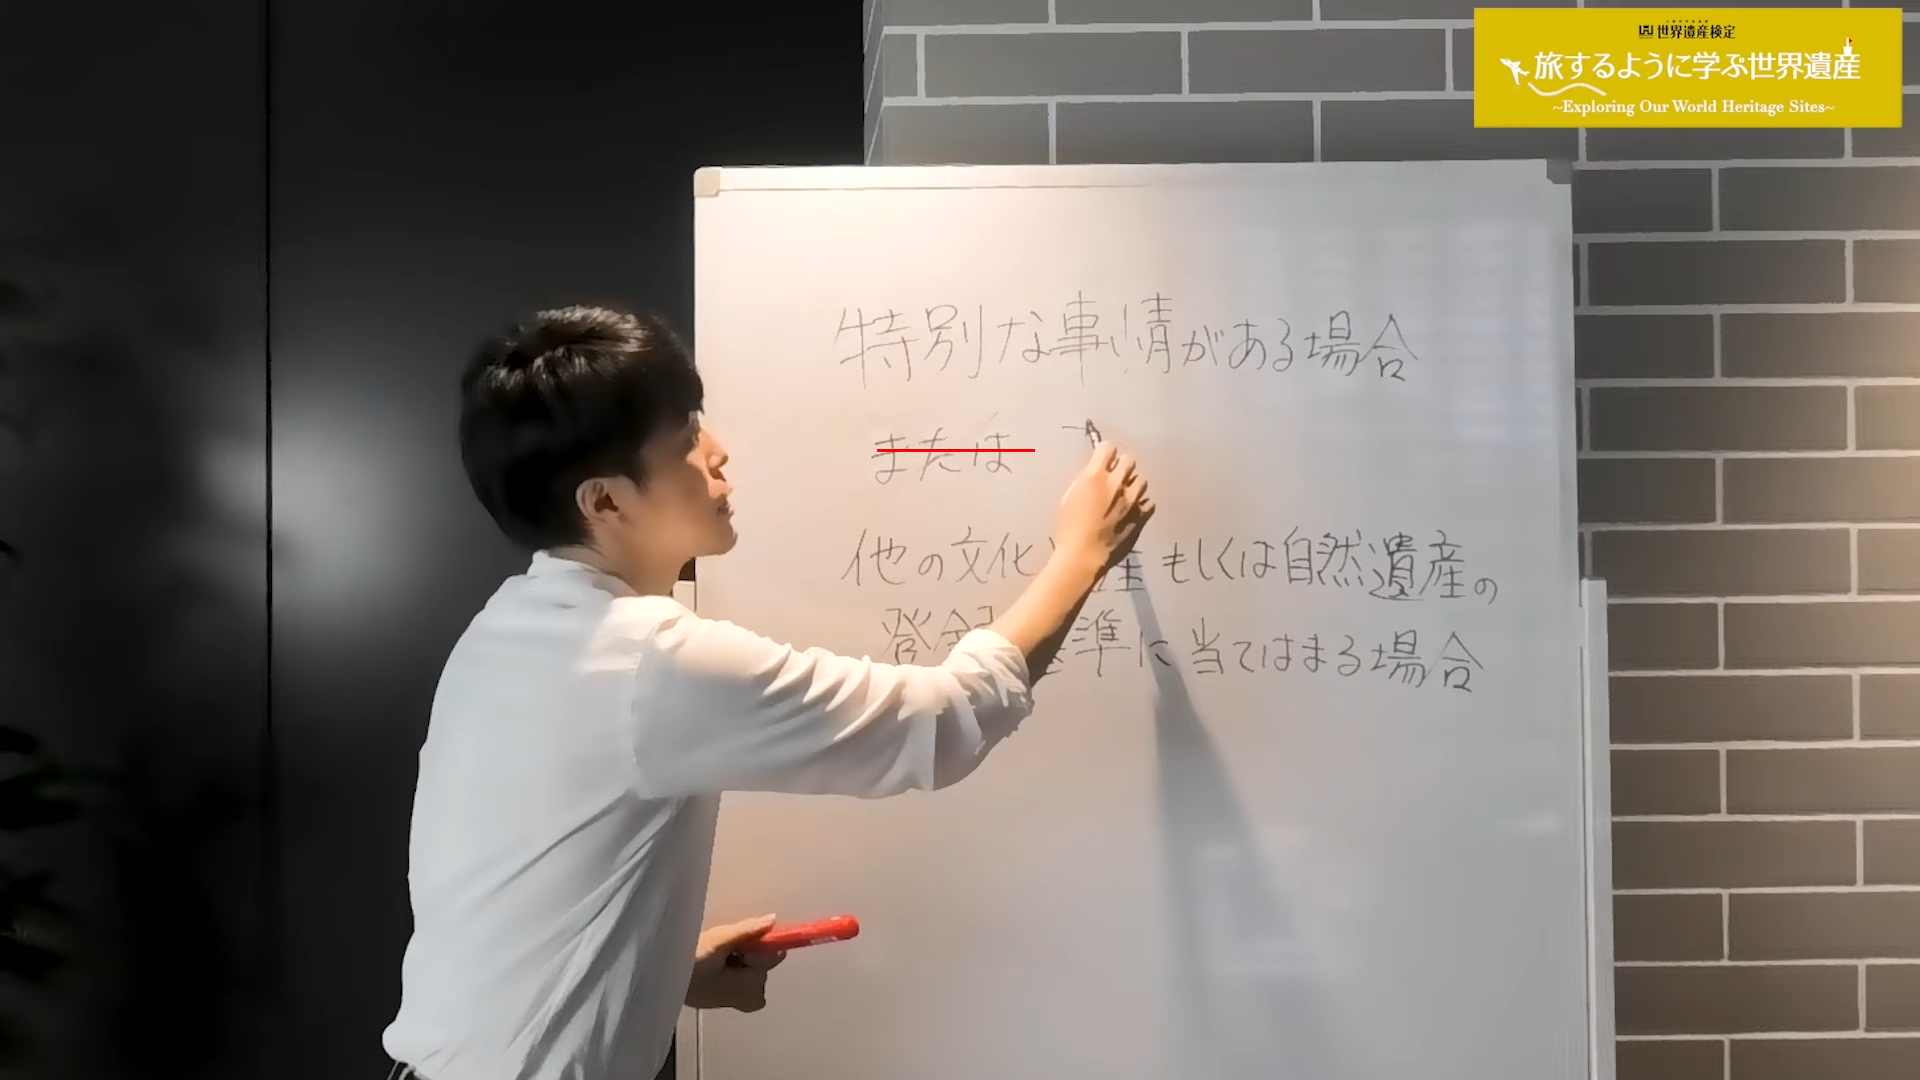 世界遺産検定
旅するように学ぶ世界遺産
~Exploring Our World Heritage Sites~
特別な事情がある場合
または
他の文化 産もしくは自然遺産の
登録 準に当てはまる場合